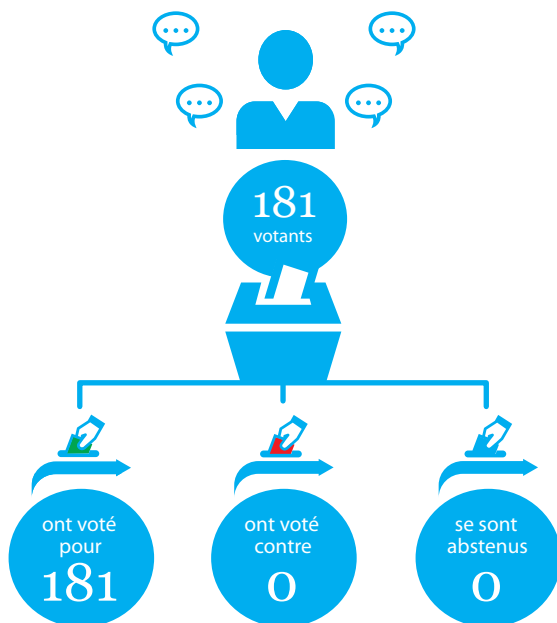 181
votants
ont voté
pour
181
ont voté
contre
0
se sont
abstenus
0